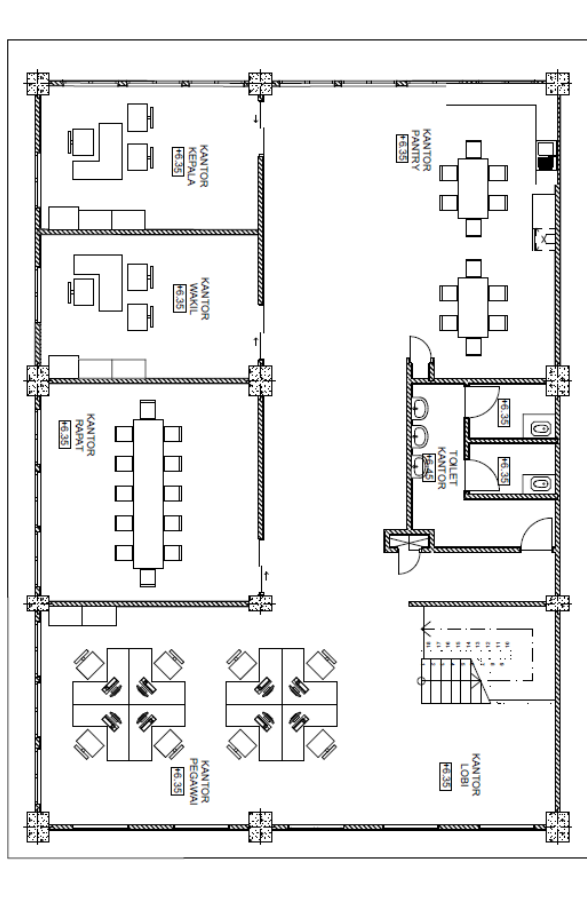 KANTOR
KEPALA
+6.35
KANTOR
PANTRY
+6.35
KANTOR
WAKIL
+6.35
KANTOR
RAPAT
+6.35
TOILET
KANTOR
+6.45
+6.35
+6.35
KANTOR
PEGAWAI
+6.35
KANTOR
LOBI
+6.35